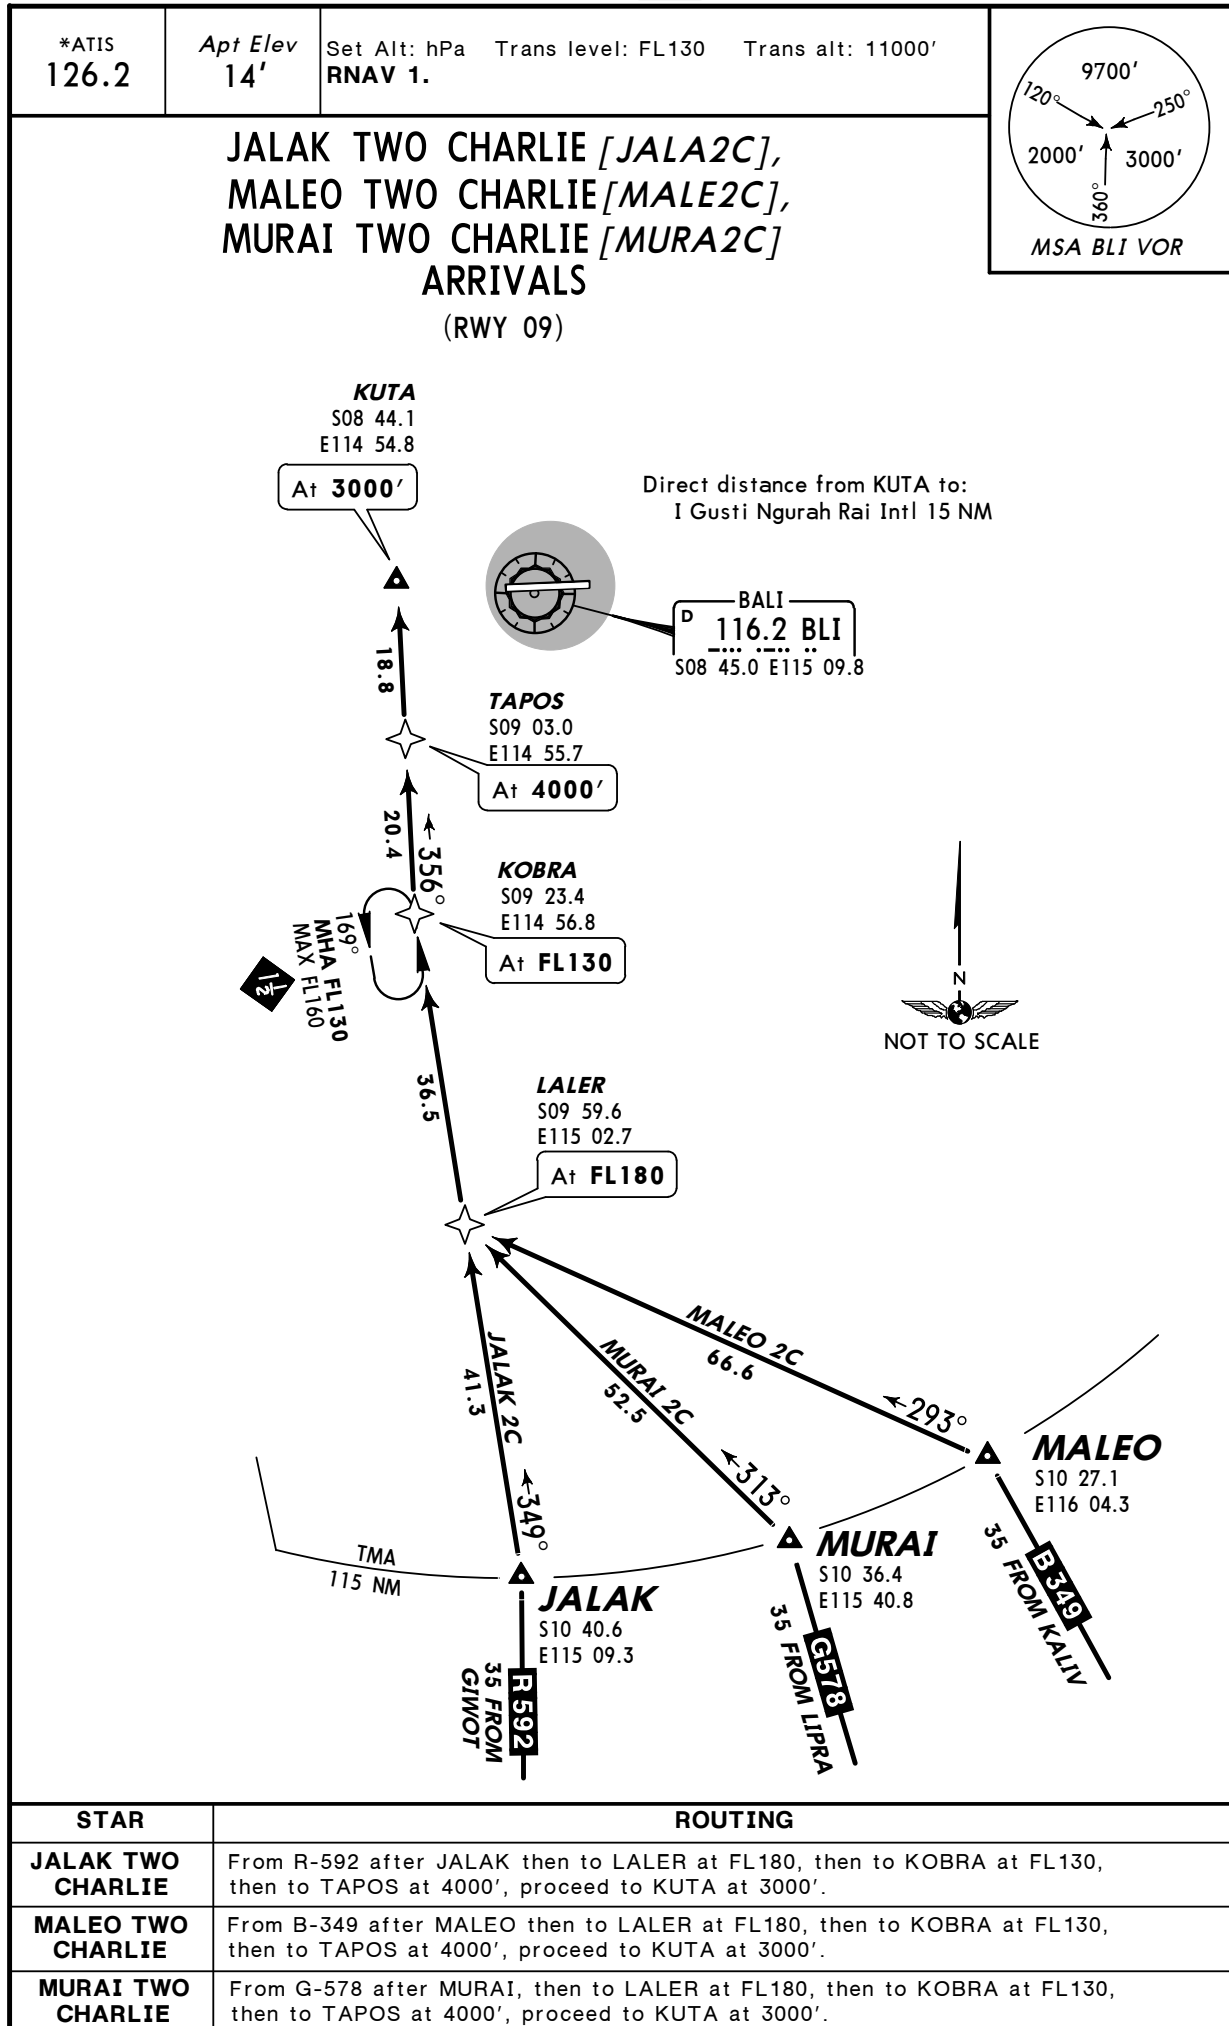 *ATIS
126.2
Apt Elev
14'
Set Alt: hPa Trans level: FL130 Trans alt: 11000'
RNAV 1.
9700'
120°
250°
2000'
3000'
360°
MSA BLI VOR
JALAK TWO CHARLIE [JALA2C],
MALEO TWO CHARLIE [MALE2C],
MURAI TWO CHARLIE [MURA2C]
ARRIVALS
(RWY 09)
KUTA
S08 44.1
E114 54.8
At 3000'
Direct distance from KUTA to:
I Gusti Ngurah Rai Intl 15 NM
BALI
D 116.2 BLI
S08 45.0 E115 09.8
18.8
TAPOS
S09 03.0
E114 55.7
At 4000'
20.4
356°
KOBRA
S09 23.4
E114 56.8
At FL130
169°
MHA FL130
MAX FL160
1 1/2
N
NOT TO SCALE
36.5
LALER
S09 59.6
E115 02.7
At FL180
JALAK 2C
41.3
349°
MURAI 2C
52.5
313°
MALEO 2C
66.6
293°
MALEO
S10 27.1
E116 04.3
B 349
35 FROM KALIV
MURAI
S10 36.4
E115 40.8
G578
35 FROM LIPRA
TMA
115 NM
JALAK
S10 40.6
E115 09.3
R 592
35 FROM
GIWOT
STAR
ROUTING
JALAK TWO
CHARLIE
From R-592 after JALAK then to LALER at FL180, then to KOBRA at FL130,
then to TAPOS at 4000', proceed to KUTA at 3000'.
MALEO TWO
CHARLIE
From B-349 after MALEO then to LALER at FL180, then to KOBRA at FL130,
then to TAPOS at 4000', proceed to KUTA at 3000'.
MURAI TWO
CHARLIE
From G-578 after MURAI, then to LALER at FL180, then to KOBRA at FL130,
then to TAPOS at 4000', proceed to KUTA at 3000'.